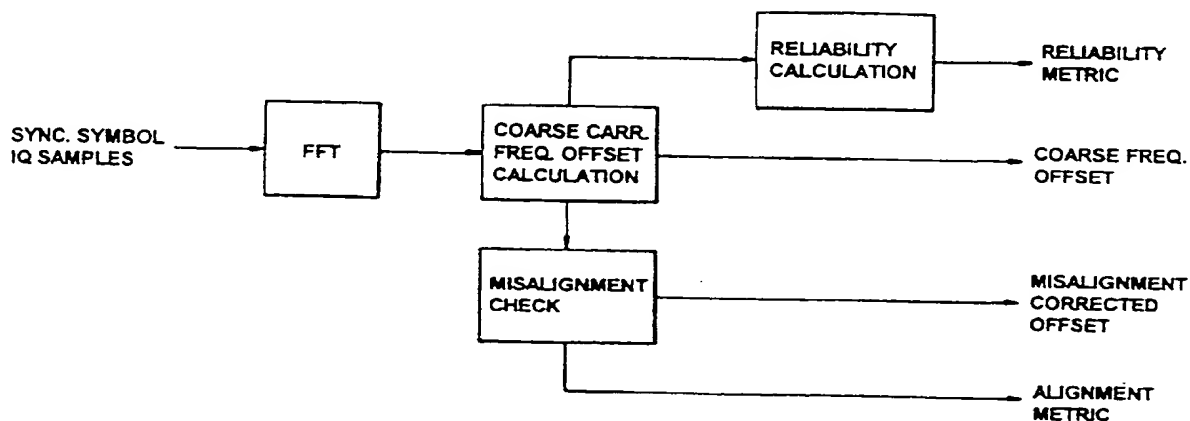 RELIABILITY
CALCULATION
RELIABILITY
METRIC
SYNC. SYMBOL
IQ SAMPLES
FFT
COARSE CARR.
FREQ. OFFSET
CALCULATION
COARSE FREQ.
OFFSET
MISALIGNMENT
CHECK
MISALIGNMENT
CORRECTED
OFFSET
ALIGNMENT
METRIC